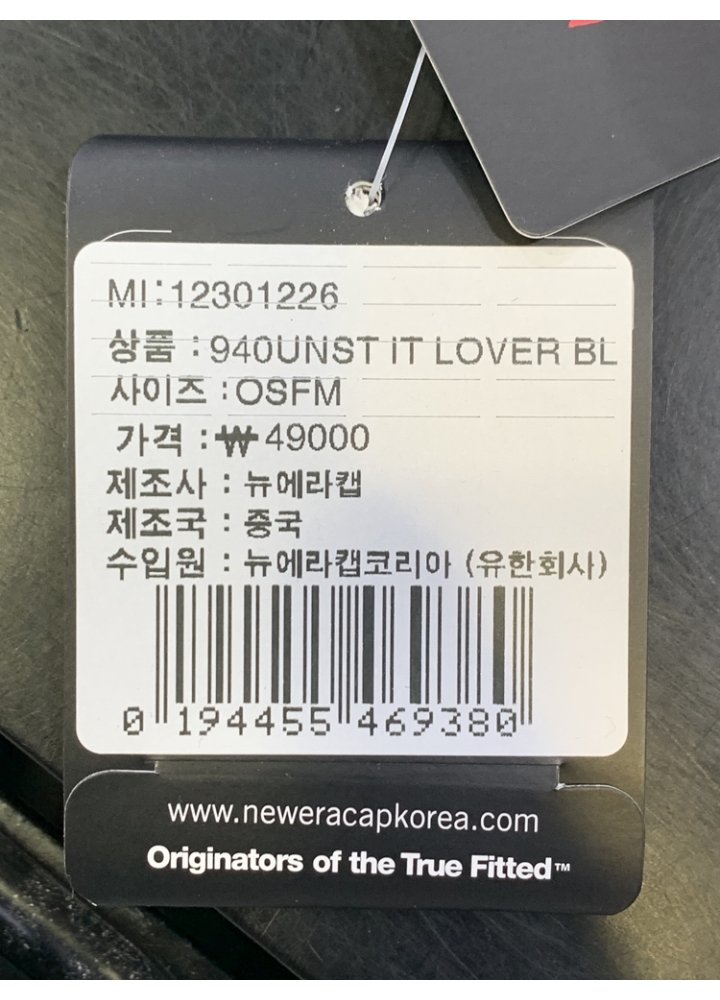 MI:12301226
상품 : 940UNST IT LOVER BL
사이즈 : OSFM
가격 : ₩ 49000
제조사 : 뉴에라캡
제조국 : 중국
수입원 : 뉴에라캡코리아 (유한회사)
0 194455 469380
www.neweracapkorea.com
Originators of the True Fitted™